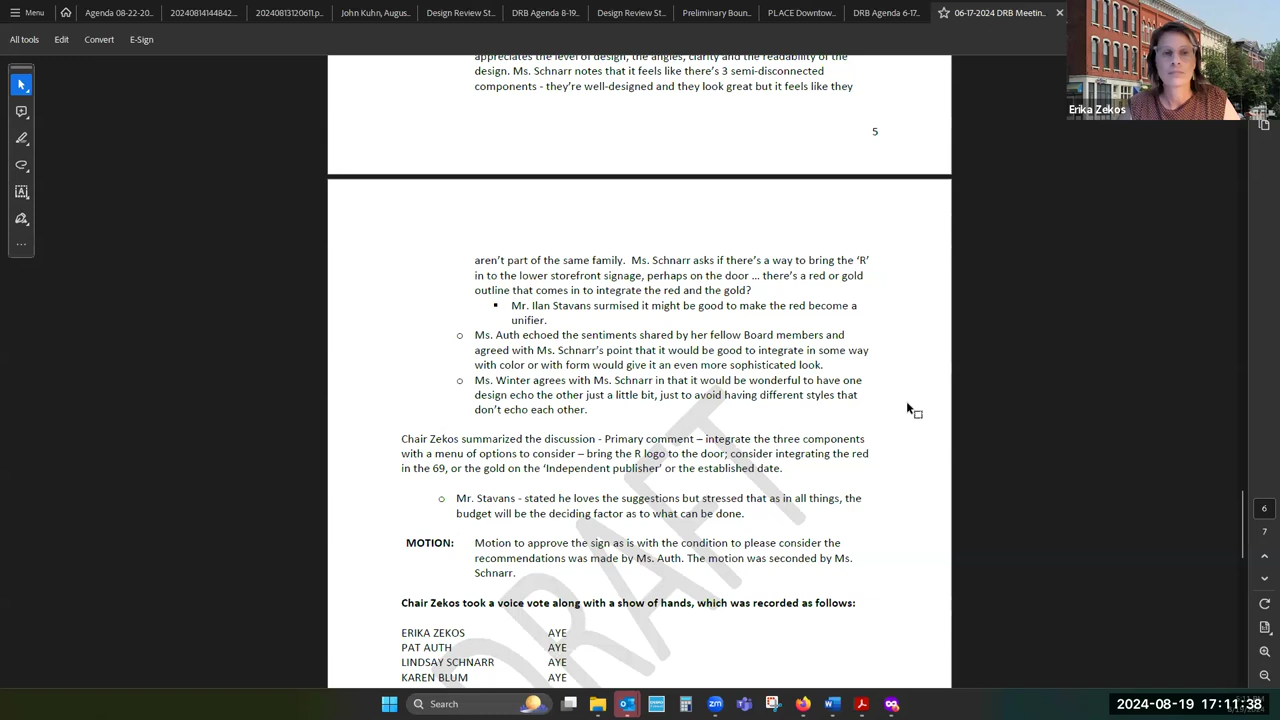 Menu
Agenda 08-22-20...
20240814144842...
20240813120611.p...
John Kuhn, Augus...
Design Review St...
DRB Agenda 8-19...
Design Review St...
Preliminary Boun...
PLACE Downtow...
DRB Agenda 6-17...
06-17-2024 DRB Meetin...
All tools
Edit
Convert
E-Sign
Erika Zekos
appreciates the level of design, the angles, clarity and the readability of the
design. Ms. Schnarr notes that it feels like there's 3 semi-disconnected
components - they're well-designed and they look great but it feels like they
5
aren't part of the same family. Ms. Schnarr asks if there's a way to bring the 'R'
in to the lower storefront signage, perhaps on the door ... there's a red or gold
outline that comes in to integrate the red and the gold?
▪ Mr. Ilan Stavans surmised it might be good to make the red become a
unifier.
o Ms. Auth echoed the sentiments shared by her fellow Board members and
agreed with Ms. Schnarr's point that it would be good to integrate in some way
with color or with form would give it an even more sophisticated look.
o Ms. Winter agrees with Ms. Schnarr in that it would be wonderful to have one
design echo the other just a little bit, just to avoid having different styles that
don't echo each other.
Chair Zekos summarized the discussion - Primary comment – integrate the three components
with a menu of options to consider – bring the R logo to the door; consider integrating the red
in the 69, or the gold on the 'Independent publisher' or the established date.
o Mr. Stavans - stated he loves the suggestions but stressed that as in all things, the
budget will be the deciding factor as to what can be done.
MOTION: Motion to approve the sign as is with the condition to please consider the
recommendations was made by Ms. Auth. The motion was seconded by Ms.
Schnarr.
Chair Zekos took a voice vote along with a show of hands, which was recorded as follows:
ERIKA ZEKOS AYE
PAT AUTH AYE
LINDSAY SCHNARR AYE
KAREN BLUM AYE
DRAFT
6
7
Search
2024-08-19 17:11:38